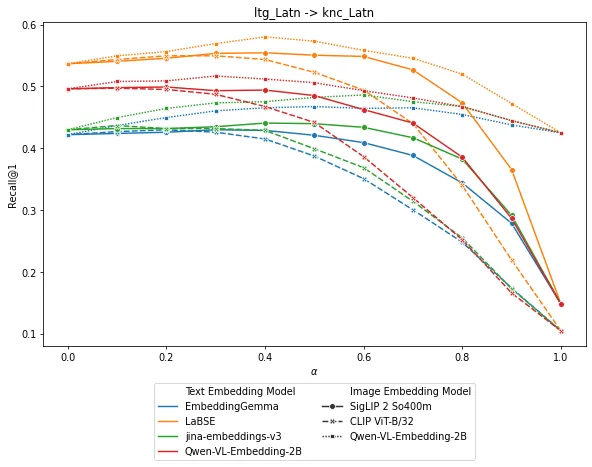 ltg_Latn -> knc_Latn
Recall@1
0.6
0.5
0.4
0.3
0.2
0.1
0.0 0.2 0.4 0.6 0.8 1.0
α
Text Embedding Model
EmbeddingGemma
LaBSE
jina-embeddings-v3
Qwen-VL-Embedding-2B
Image Embedding Model
SigLIP 2 So400m
CLIP ViT-B/32
Qwen-VL-Embedding-2B